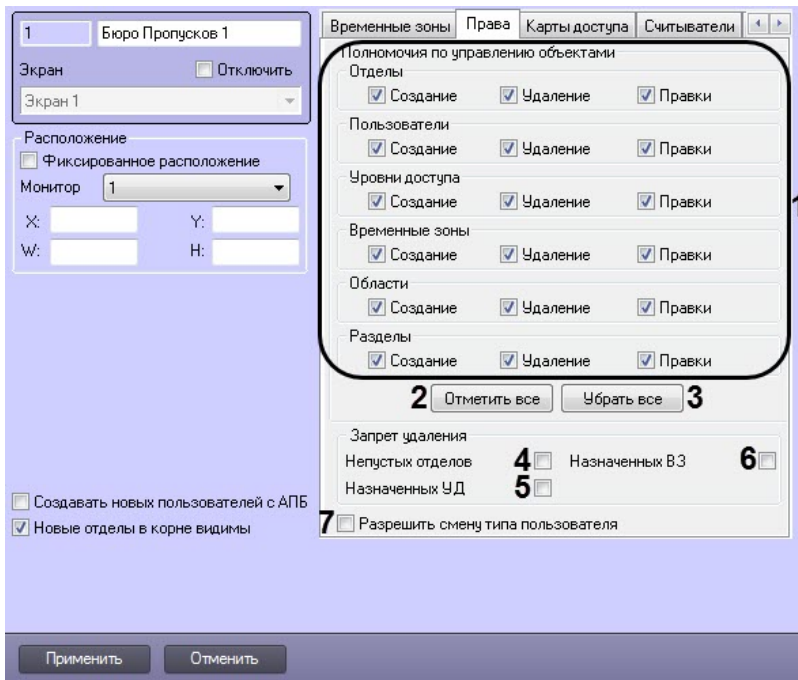 1 Бюро Пропусков 1
Экран Отключить
Экран 1
Расположение
Фиксированное расположение
Монитор 1
X: Y:
W: H:
Создавать новых пользователей с АПБ
Новые отделы в корне видимы
Временные зоны Права Карты доступа Считыватели
Полномочия по управлению объектами
Отделы
Создание Удаление Правки
Пользователи
Создание Удаление Правки
Уровни доступа
Создание Удаление Правки
1
Временные зоны
Создание Удаление Правки
Области
Создание Удаление Правки
Разделы
Создание Удаление Правки
2 Отметить все Убрать все 3
Запрет удаления
Непустых отделов 4 Назначенных ВЗ 6
Назначенных УД 5
7 Разрешить смену типа пользователя
Применить Отменить